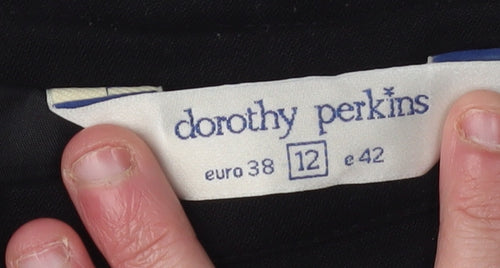 dorothy perkins
euro 38 12 e 42